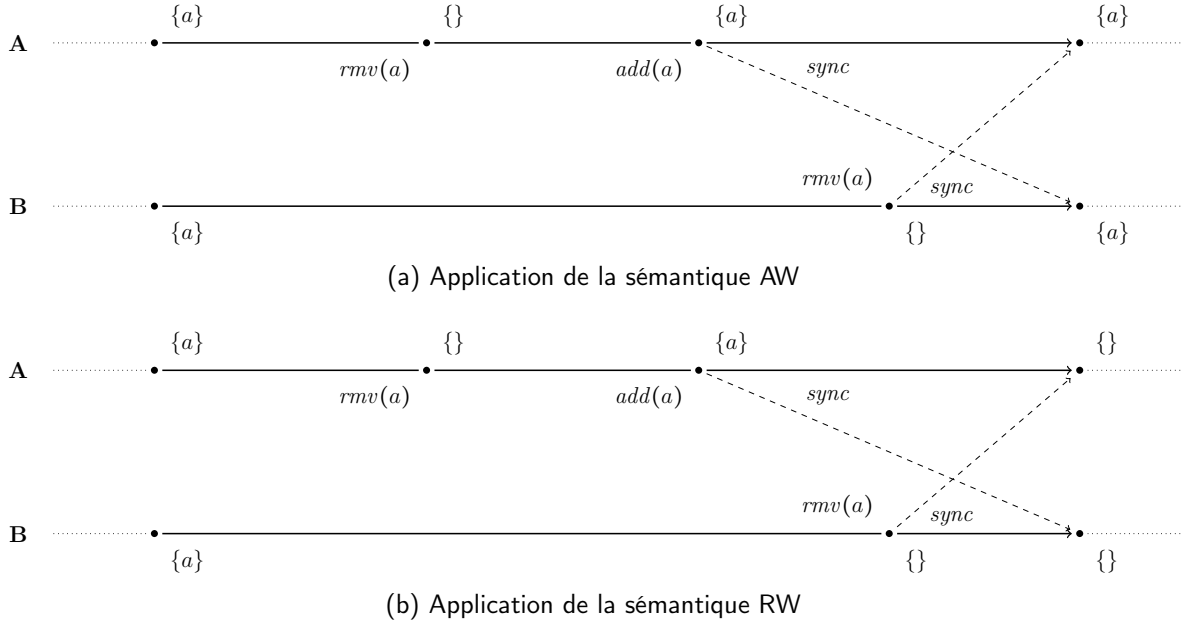 {a} {} {a} {a}
A
rmv(a) add(a) sync
rmv(a)
sync
B
{a} {} {a}
(a) Application de la sémantique AW
{a} {} {a} {}
A
rmv(a) add(a) sync
rmv(a)
sync
B
{a} {} {}
(b) Application de la sémantique RW